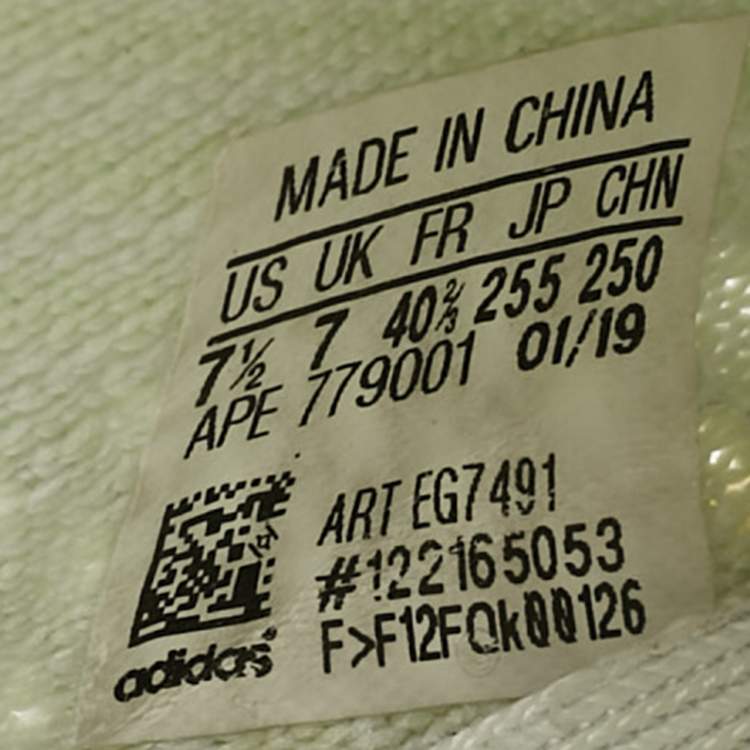 MADE IN CHINA
US UK FR JP CHN
7½ 7 40⅔ 255 250
APE 779001 01/19
ART EG7491
#122165053
F>F12FQk00126
adidas